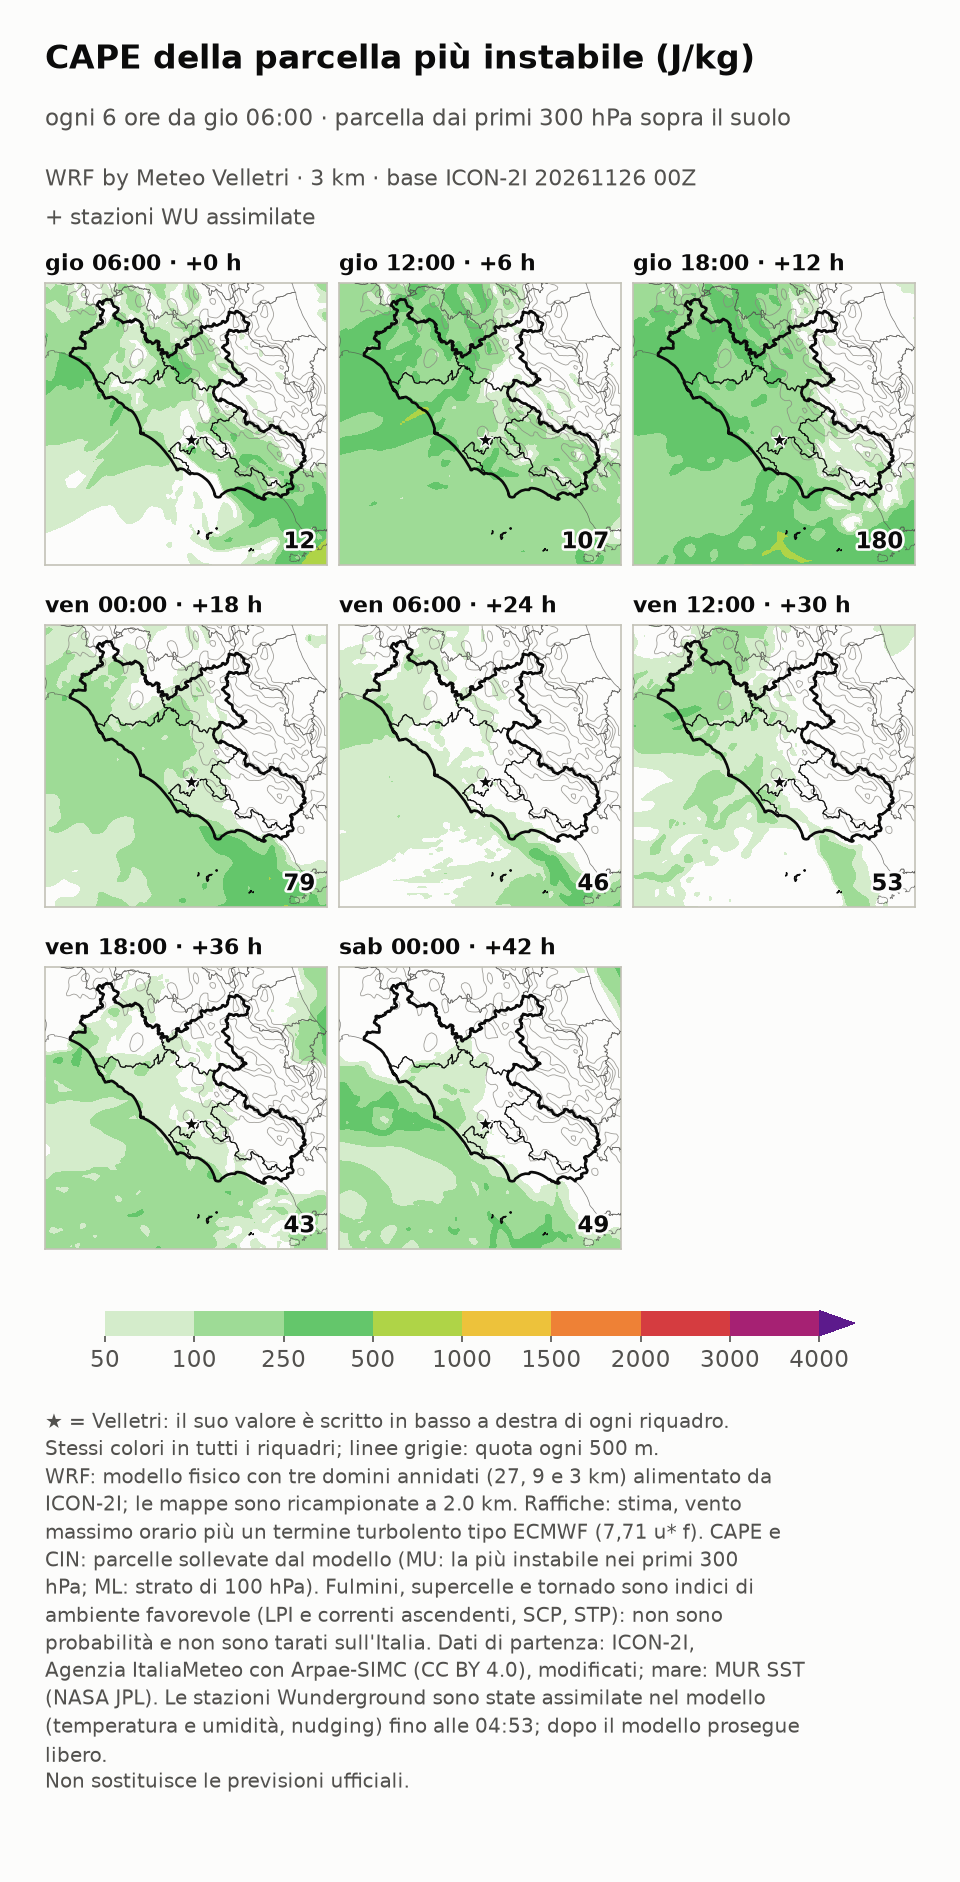 CAPE della parcella più instabile (J/kg)
ogni 6 ore da gio 06:00 · parcella dai primi 300 hPa sopra il suolo
WRF by Meteo Velletri · 3 km · base ICON-2I 20261126 00Z
+ stazioni WU assimilate
gio 06:00 · +0 h
gio 12:00 · +6 h
gio 18:00 · +12 h
12
107
180
ven 00:00 · +18 h
ven 06:00 · +24 h
ven 12:00 · +30 h
79
46
53
ven 18:00 · +36 h
sab 00:00 · +42 h
43
49
50 100 250 500 1000 1500 2000 3000 4000
★ = Velletri: il suo valore è scritto in basso a destra di ogni riquadro.
Stessi colori in tutti i riquadri; linee grigie: quota ogni 500 m.
WRF: modello fisico con tre domini annidati (27, 9 e 3 km) alimentato da
ICON-2I; le mappe sono ricampionate a 2.0 km. Raffiche: stima, vento
massimo orario più un termine turbolento tipo ECMWF (7,71 u* f). CAPE e
CIN: parcelle sollevate dal modello (MU: la più instabile nei primi 300
hPa; ML: strato di 100 hPa). Fulmini, supercelle e tornado sono indici di
ambiente favorevole (LPI e correnti ascendenti, SCP, STP): non sono
probabilità e non sono tarati sull'Italia. Dati di partenza: ICON-2I,
Agenzia ItaliaMeteo con Arpae-SIMC (CC BY 4.0), modificati; mare: MUR SST
(NASA JPL). Le stazioni Wunderground sono state assimilate nel modello
(temperatura e umidità, nudging) fino alle 04:53; dopo il modello prosegue
libero.
Non sostituisce le previsioni ufficiali.